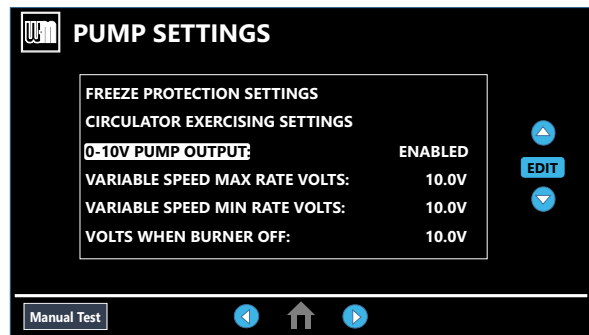 WM PUMP SETTINGS
FREEZE PROTECTION SETTINGS
CIRCULATOR EXERCISING SETTINGS
0-10V PUMP OUTPUT: ENABLED
VARIABLE SPEED MAX RATE VOLTS: 10.0V
VARIABLE SPEED MIN RATE VOLTS: 10.0V
VOLTS WHEN BURNER OFF: 10.0V
EDIT
Manual Test